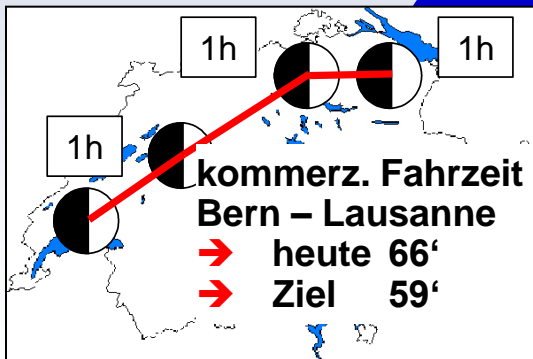 1h
1h
1h
kommerz. Fahrzeit
Bern – Lausanne
➔ heute 66‘
➔ Ziel 59‘